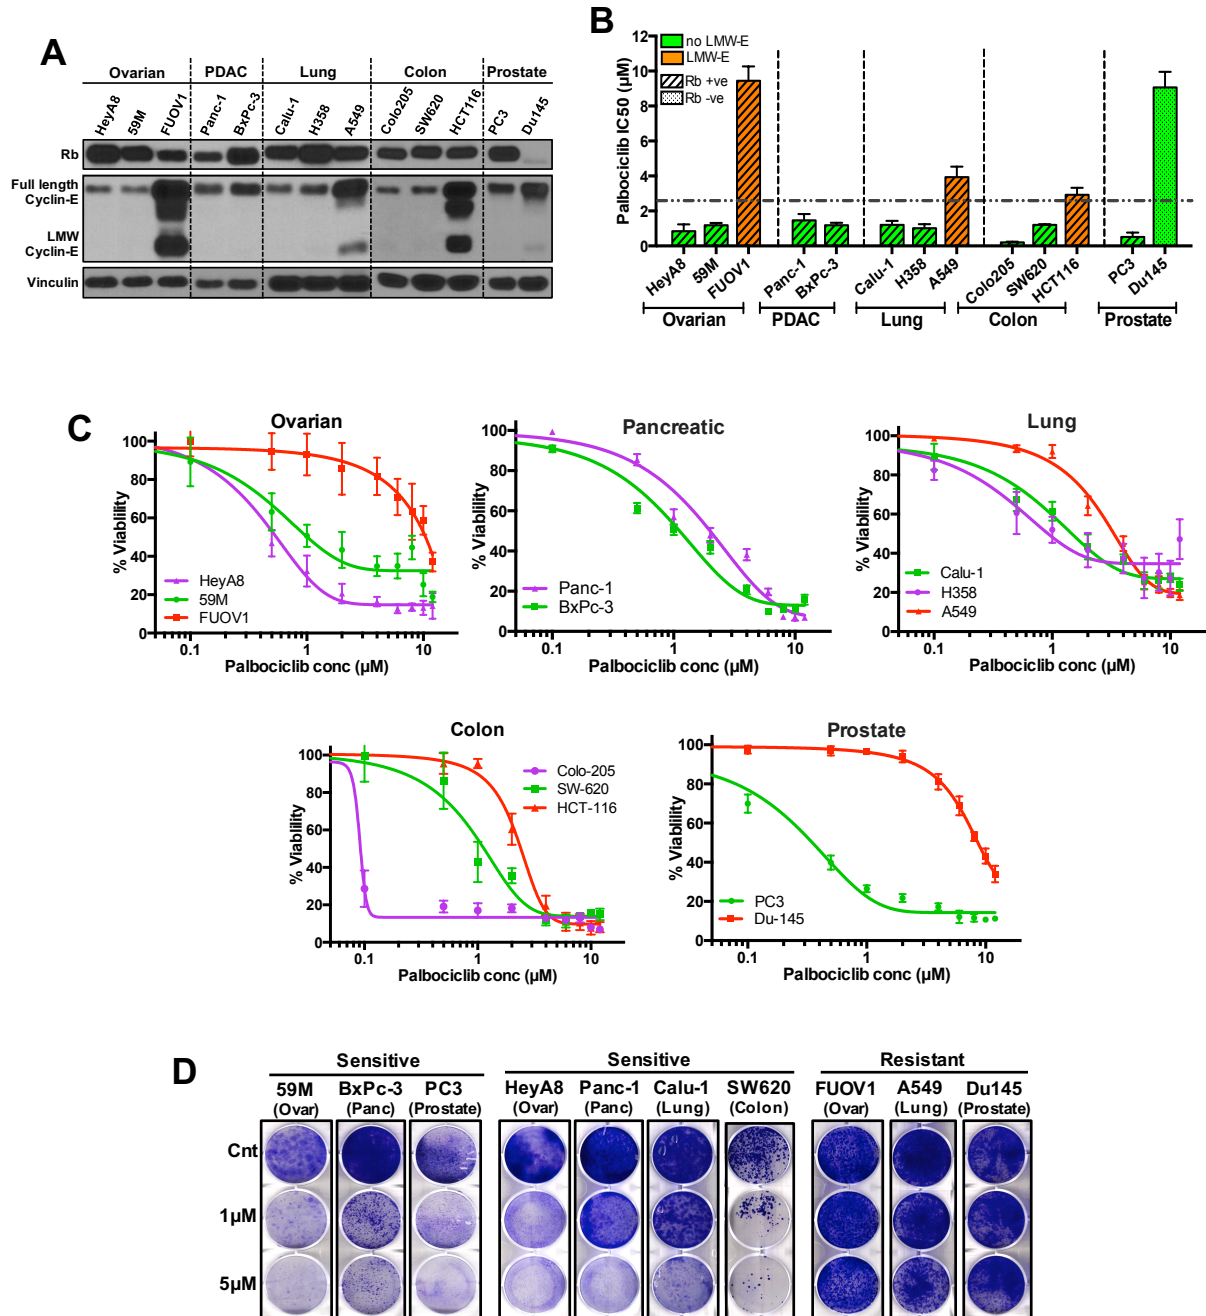 A
Ovarian PDAC Lung Colon Prostate
HeyA8 59M FUOV1 Panc-1 BxPc-3 Calu-1 H358 A549 Colo205 SW620 HCT116 PC3 Du145
Rb
Full length
Cyclin-E
LMW
Cyclin-E
Vinculin
B
Palbociclib IC50 (µM)
12
10
8
6
4
2
0
no LMW-E
LMW-E
Rb +ve
Rb -ve
HeyA8 59M FUOV1 Panc-1 BxPc-3 Calu-1 H358 A549 Colo205 SW620 HCT116 PC3 Du145
Ovarian PDAC Lung Colon Prostate
C
Ovarian
% Viablility
100
80
60
40
20
0
HeyA8
59M
FUOV1
0.1 1 10
Palbociclib conc (µM)
Pancreatic
% Viablility
100
80
60
40
20
0
Panc-1
BxPc-3
0.1 1 10
Palbociclib conc (µM)
Lung
% Viablility
100
80
60
40
20
0
Calu-1
H358
A549
0.1 1 10
Palbociclib conc (µM)
Colon
% Viablility
100
80
60
40
20
0
Colo-205
SW-620
HCT-116
0.1 1 10
Palbociclib conc (µM)
Prostate
% Viablility
100
80
60
40
20
0
PC3
Du-145
0.1 1 10
Palbociclib conc (µM)
D
Sensitive Sensitive Resistant
59M BxPc-3 PC3 HeyA8 Panc-1 Calu-1 SW620 FUOV1 A549 Du145
(Ovar) (Panc) (Prostate) (Ovar) (Panc) (Lung) (Colon) (Ovar) (Lung) (Prostate)
Cnt
1µM
5µM